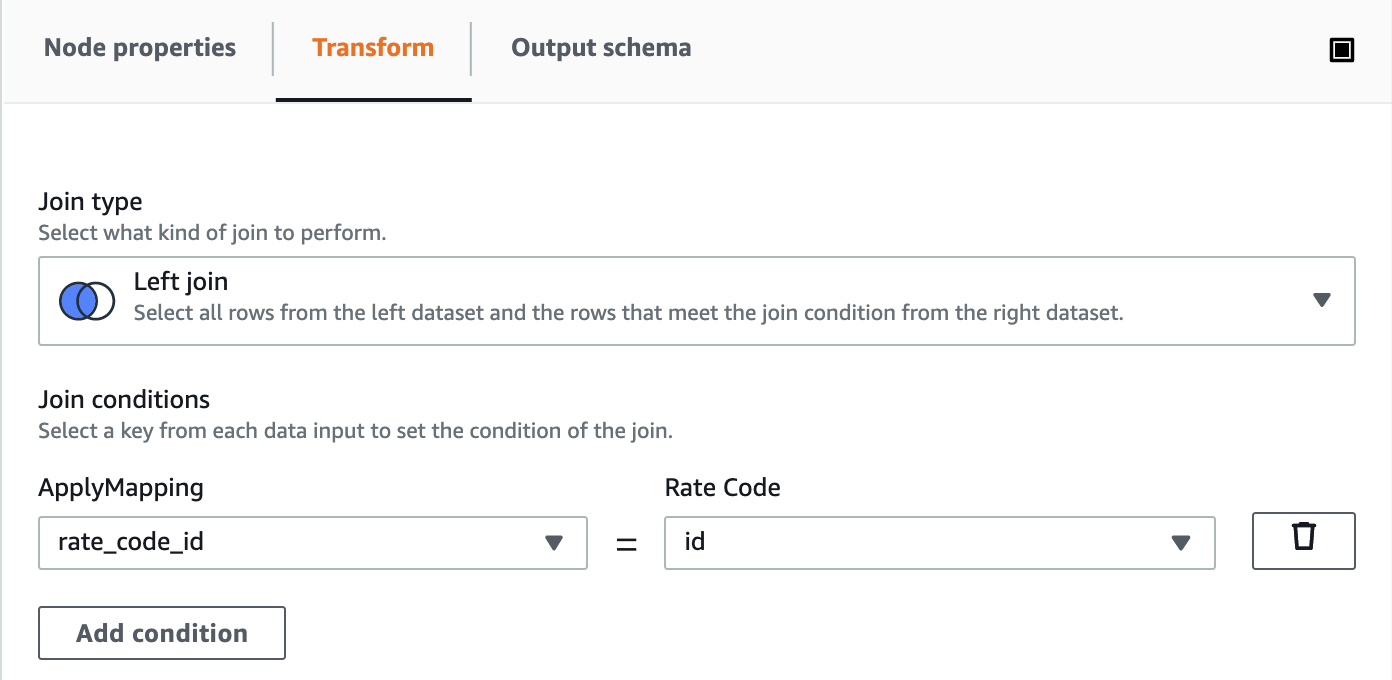 Node properties
Transform
Output schema
Join type
Select what kind of join to perform.
Left join
Select all rows from the left dataset and the rows that meet the join condition from the right dataset.
Join conditions
Select a key from each data input to set the condition of the join.
ApplyMapping
Rate Code
rate_code_id
=
id
Add condition